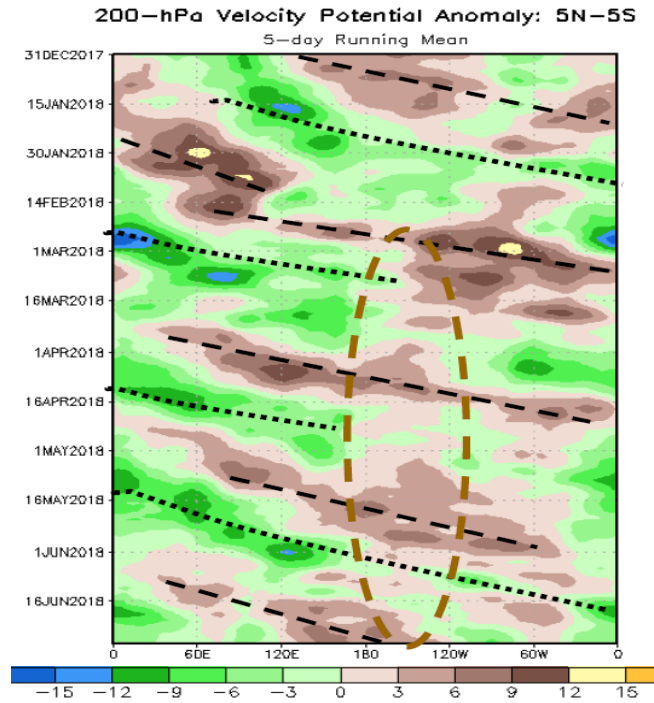 200-hPa Velocity Potential Anomaly: 5N-5S
5-day Running Mean
31DEC2017
15JAN2018
30JAN2018
14FEB2018
1MAR2018
16MAR2018
1APR2018
16APR2018
1MAY2018
16MAY2018
1JUN2018
16JUN2018
0 60E 120E 180 120W 60W 0
-15 -12 -9 -6 -3 0 3 6 9 12 15